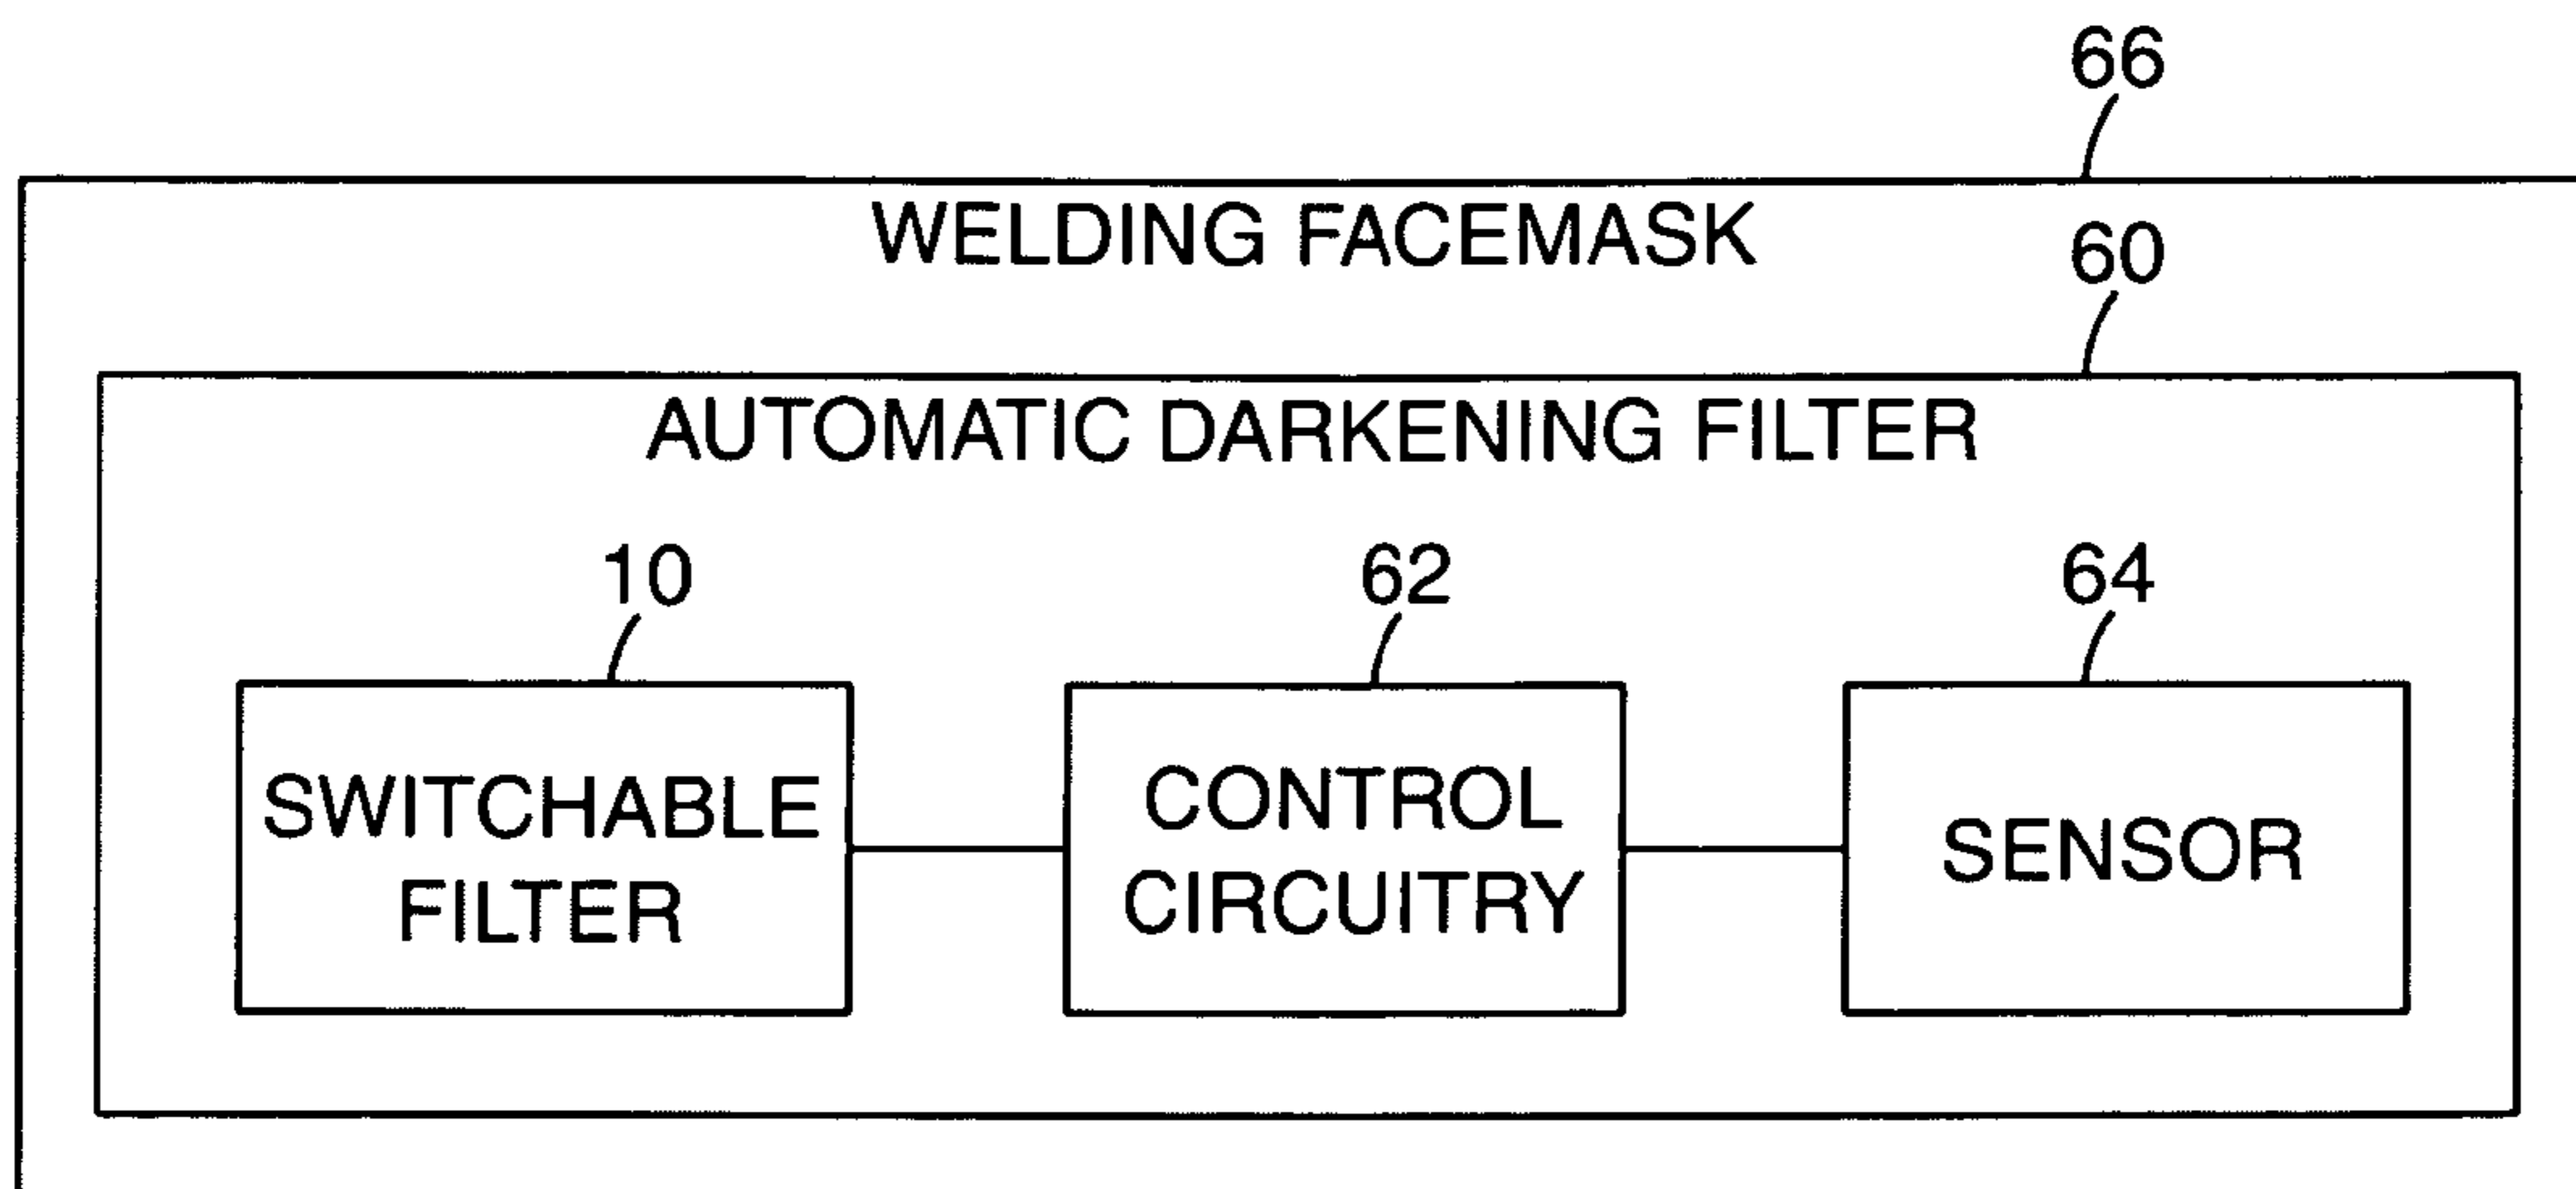 66
WELDING FACEMASK
60
AUTOMATIC DARKENING FILTER
10
62
64
SWITCHABLE
FILTER
CONTROL
CIRCUITRY
SENSOR